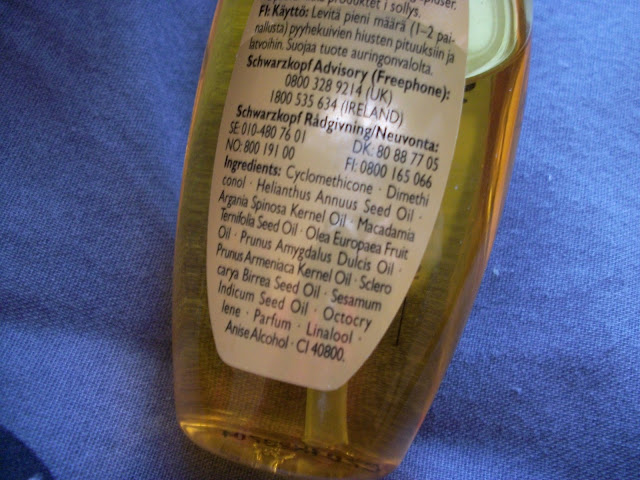 produktet i sollys.
FI: Käyttö: Levitä pieni määrä (1–2 pai-
nallusta) pyyhekuivien hiusten pituuksiin ja
latvoihin. Suojaa tuote auringonvalolta.
Schwarzkopf Advisory (Freephone):
0800 328 9214 (UK)
1800 535 634 (IRELAND)
Schwarzkopf Rådgivning/Neuvonta:
SE: 010-480 76 01 DK: 80 88 77 05
NO: 800 191 00 FI: 0800 165 066
Ingredients: Cyclomethicone · Dimethi
conol · Helianthus Annuus Seed Oil ·
Argania Spinosa Kernel Oil · Macadamia
Ternifolia Seed Oil · Olea Europaea Fruit
Oil · Prunus Amygdalus Dulcis Oil ·
Prunus Armeniaca Kernel Oil · Sclero
carya Birrea Seed Oil · Sesamum
Indicum Seed Oil · Octocry
lene · Parfum · Linalool ·
Anise Alcohol · CI 40800.